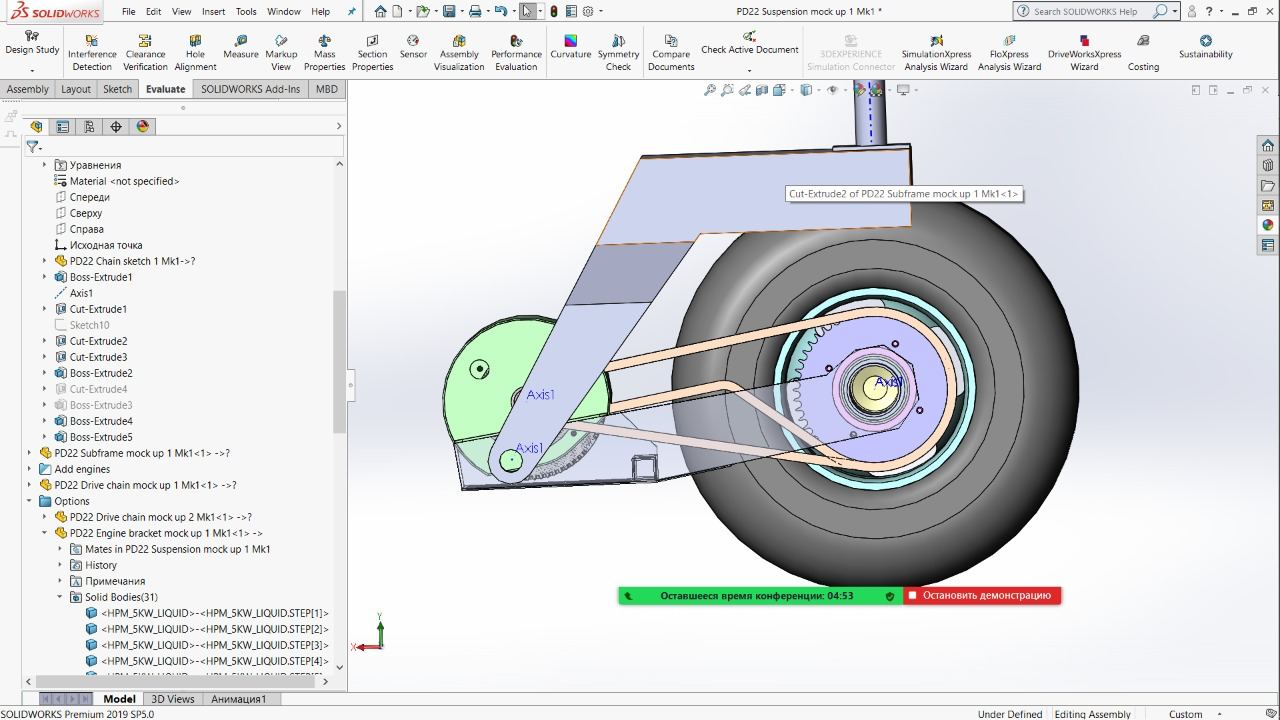 SOLIDWORKS
File Edit View Insert Tools Window Help
PD22 Suspension mock up 1 Mk1 *
Search SOLIDWORKS Help
Design Study
Interference Detection
Clearance Verification
Hole Alignment
Measure
Markup View
Mass Properties
Section Properties
Sensor
Assembly Visualization
Performance Evaluation
Curvature
Symmetry Check
Compare Documents
Check Active Document
3DEXPERIENCE Simulation Connector
SimulationXpress Analysis Wizard
FloXpress Analysis Wizard
DriveWorksXpress Wizard
Costing
Sustainability
Assembly Layout Sketch Evaluate SOLIDWORKS Add-Ins MBD
Уравнения
Material <not specified>
Спереди
Сверху
Справа
Исходная точка
PD22 Chain sketch 1 Mk1->?
Boss-Extrude1
Axis1
Cut-Extrude1
Sketch10
Cut-Extrude2
Cut-Extrude3
Boss-Extrude2
Cut-Extrude4
Boss-Extrude3
Boss-Extrude4
Boss-Extrude5
PD22 Subframe mock up 1 Mk1<1> ->?
Add engines
PD22 Drive chain mock up 1 Mk1<1> ->?
Options
PD22 Drive chain mock up 2 Mk1<1> ->?
PD22 Engine bracket mock up 1 Mk1<1> ->
Mates in PD22 Suspension mock up 1 Mk1
History
Примечания
Solid Bodies(31)
<HPM_5KW_LIQUID>-<HPM_5KW_LIQUID.STEP[1]>
<HPM_5KW_LIQUID>-<HPM_5KW_LIQUID.STEP[2]>
<HPM_5KW_LIQUID>-<HPM_5KW_LIQUID.STEP[3]>
<HPM_5KW_LIQUID>-<HPM_5KW_LIQUID.STEP[4]>
Cut-Extrude2 of PD22 Subframe mock up 1 Mk1<1>
Axis1
Axis1
Axis1
Оставшееся время конференции: 04:53
Остановить демонстрацию
Y
X
Model 3D Views Анимация1
SOLIDWORKS Premium 2019 SP5.0
Under Defined Editing Assembly Custom